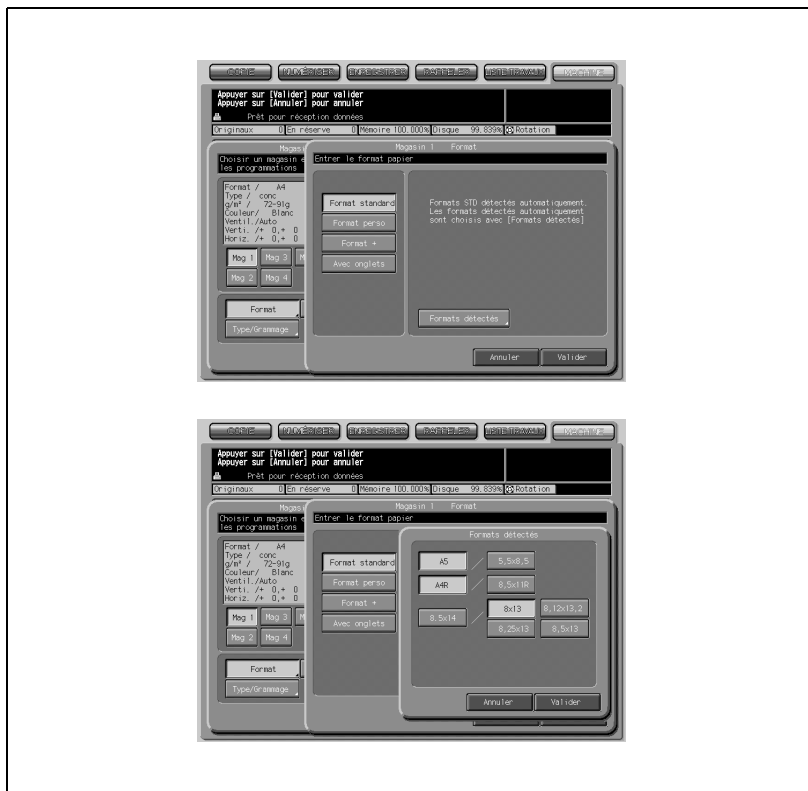 COPIE NUMÉRISER ENREGISTRER RAPPELER LISTE TRAVAUX MACHINE
Appuyer sur [Valider] pour valider
Appuyer sur [Annuler] pour annuler
Prêt pour réception données
Originaux 0 En réserve 0 Mémoire 100.000% Disque 99.839% Rotation
Magasin 1 Format
Choisir un magasin e
les programmations
Entrer le format papier
Format / A4
Type / conc
g/m² / 72-91g
Couleur/ Blanc
Ventil./Auto
Verti. /+ 0,+ 0
Horiz. /+ 0,+ 0
Mag 1 Mag 3 M
Mag 2 Mag 4
Format
Type/Grammage
Format standard
Format perso
Format +
Avec onglets
Formats STD détectés automatiquement.
Les formats détectés automatiquement
sont choisis avec [Formats détectés]
Formats détectés
Annuler Valider
COPIE NUMÉRISER ENREGISTRER RAPPELER LISTE TRAVAUX MACHINE
Appuyer sur [Valider] pour valider
Appuyer sur [Annuler] pour annuler
Prêt pour réception données
Originaux 0 En réserve 0 Mémoire 100.000% Disque 99.839% Rotation
Magasin 1 Format
Choisir un magasin e
les programmations
Entrer le format papier
Format / A4
Type / conc
g/m² / 72-91g
Couleur/ Blanc
Ventil./Auto
Verti. /+ 0,+ 0
Horiz. /+ 0,+ 0
Mag 1 Mag 3 M
Mag 2 Mag 4
Format
Type/Grammage
Format standard
Format perso
Format +
Avec onglets
Formats détectés
A5 / 5,5x8,5
A4R / 8,5x11R
8.5x14 / 8x13 8,12x13,2
8,25x13 8,5x13
Annuler Valider